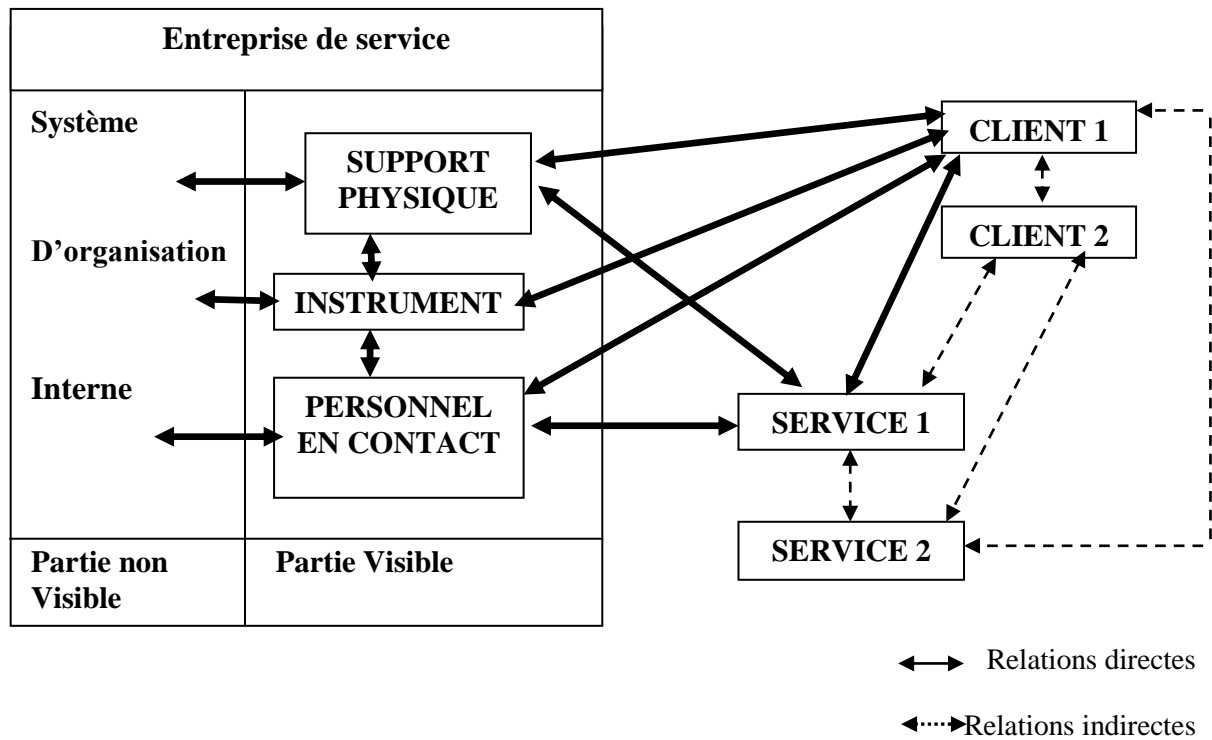 Entreprise de service
Système
D’organisation
Interne
SUPPORT
PHYSIQUE
INSTRUMENT
PERSONNEL
EN CONTACT
CLIENT 1
CLIENT 2
SERVICE 1
SERVICE 2
Partie non
Visible
Partie Visible
Relations directes
Relations indirectes